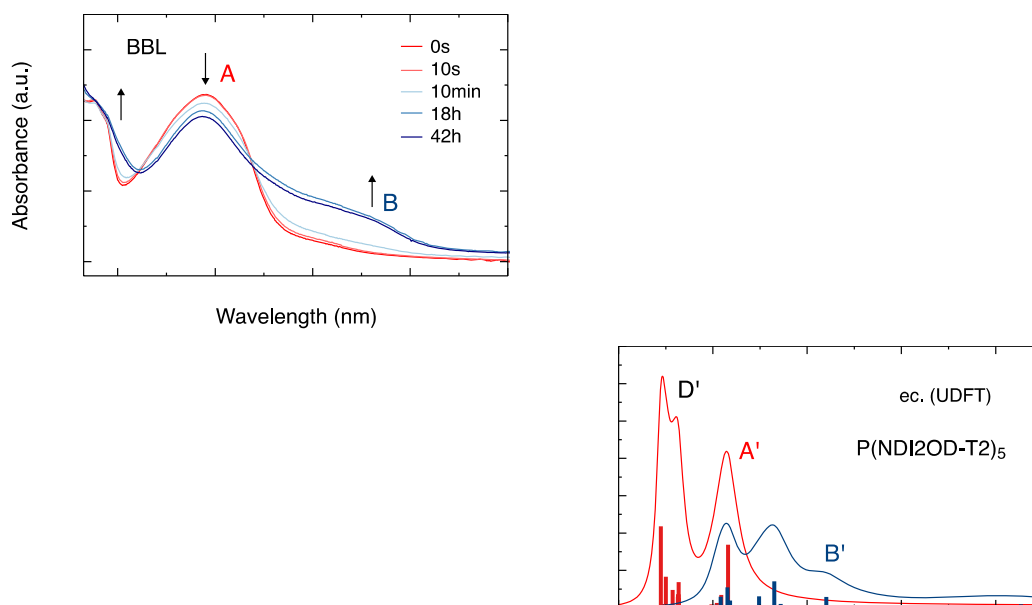 BBL
A
0s
10s
10min
18h
42h
B
Absorbance (a.u.)
Wavelength (nm)
D'
ec. (UDFT)
A'
P(NDI2OD-T2)5
B'